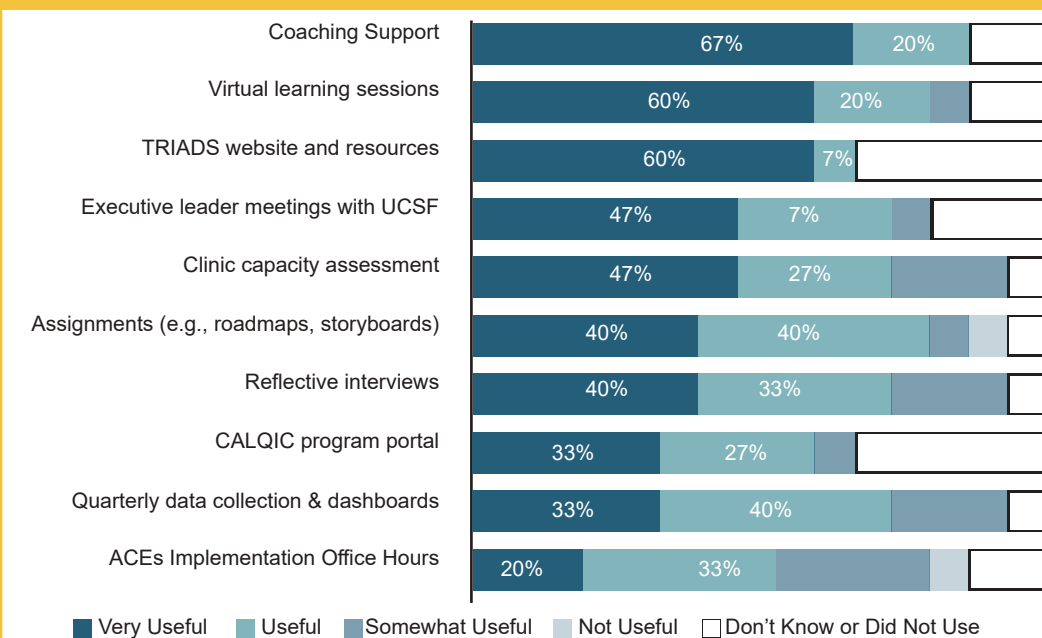 Coaching Support 67% 20%
Virtual learning sessions 60% 20%
TRIADS website and resources 60% 7%
Executive leader meetings with UCSF 47% 7%
Clinic capacity assessment 47% 27%
Assignments (e.g., roadmaps, storyboards) 40% 40%
Reflective interviews 40% 33%
CALQIC program portal 33% 27%
Quarterly data collection & dashboards 33% 40%
ACEs Implementation Office Hours 20% 33%
Very Useful Useful Somewhat Useful Not Useful Don't Know or Did Not Use